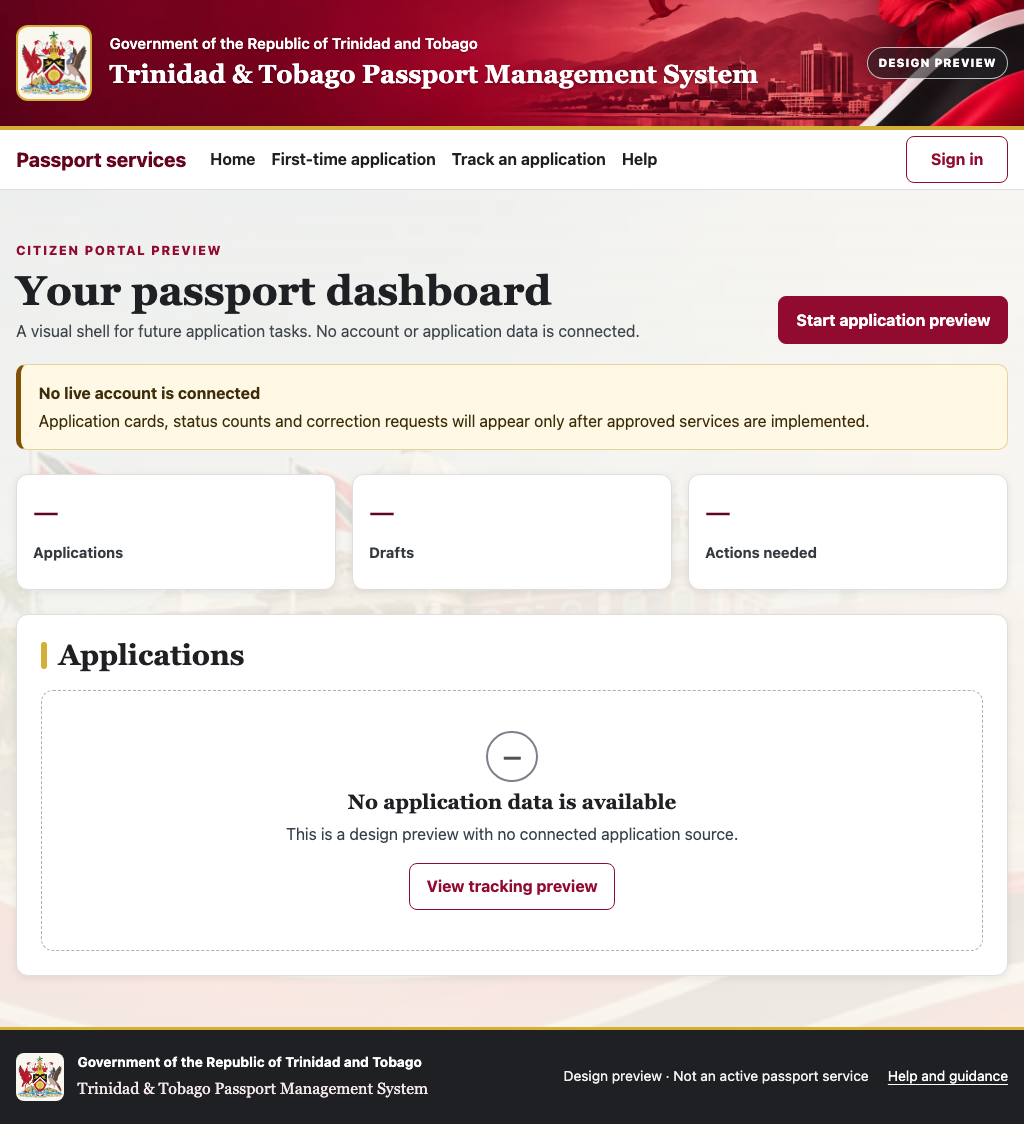 Government of the Republic of Trinidad and Tobago
Trinidad & Tobago Passport Management System
DESIGN PREVIEW
Passport services
Home
First-time application
Track an application
Help
Sign in
CITIZEN PORTAL PREVIEW
Your passport dashboard
A visual shell for future application tasks. No account or application data is connected.
Start application preview
No live account is connected
Application cards, status counts and correction requests will appear only after approved services are implemented.
—
Applications
—
Drafts
—
Actions needed
Applications
–
No application data is available
This is a design preview with no connected application source.
View tracking preview
Government of the Republic of Trinidad and Tobago
Trinidad & Tobago Passport Management System
Design preview · Not an active passport service
Help and guidance